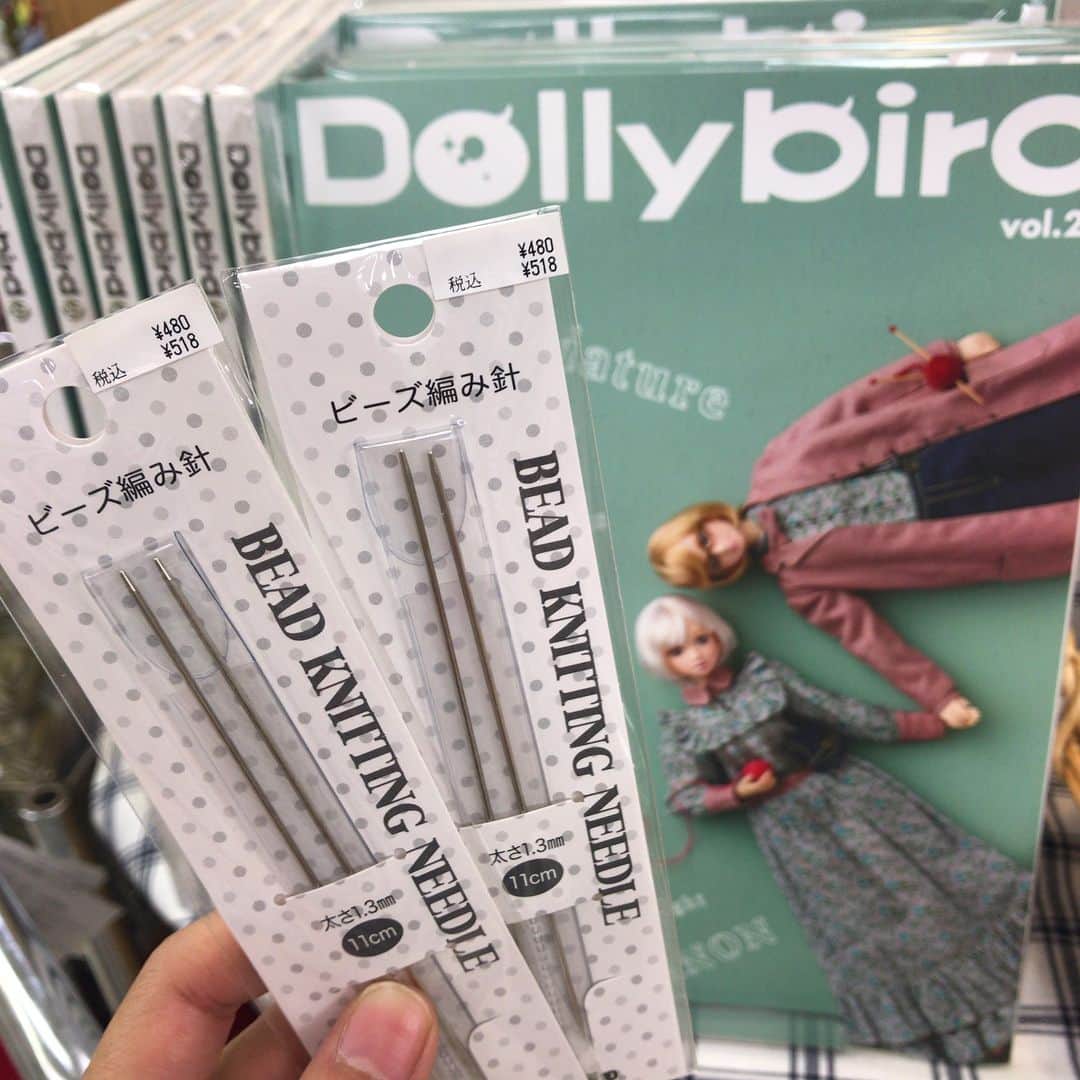 Dollybird
Dollybird
Dollybird
Dollybird
Dollybird
Dollybird
vol.2
ature
NON
¥480
¥518
税込
ビーズ編み針
BEAD KNITTING NEEDLE
太さ1.3mm
11cm
¥480
¥518
税込
ビーズ編み針
BEAD KNITTING NEEDLE
太さ1.3mm
11cm